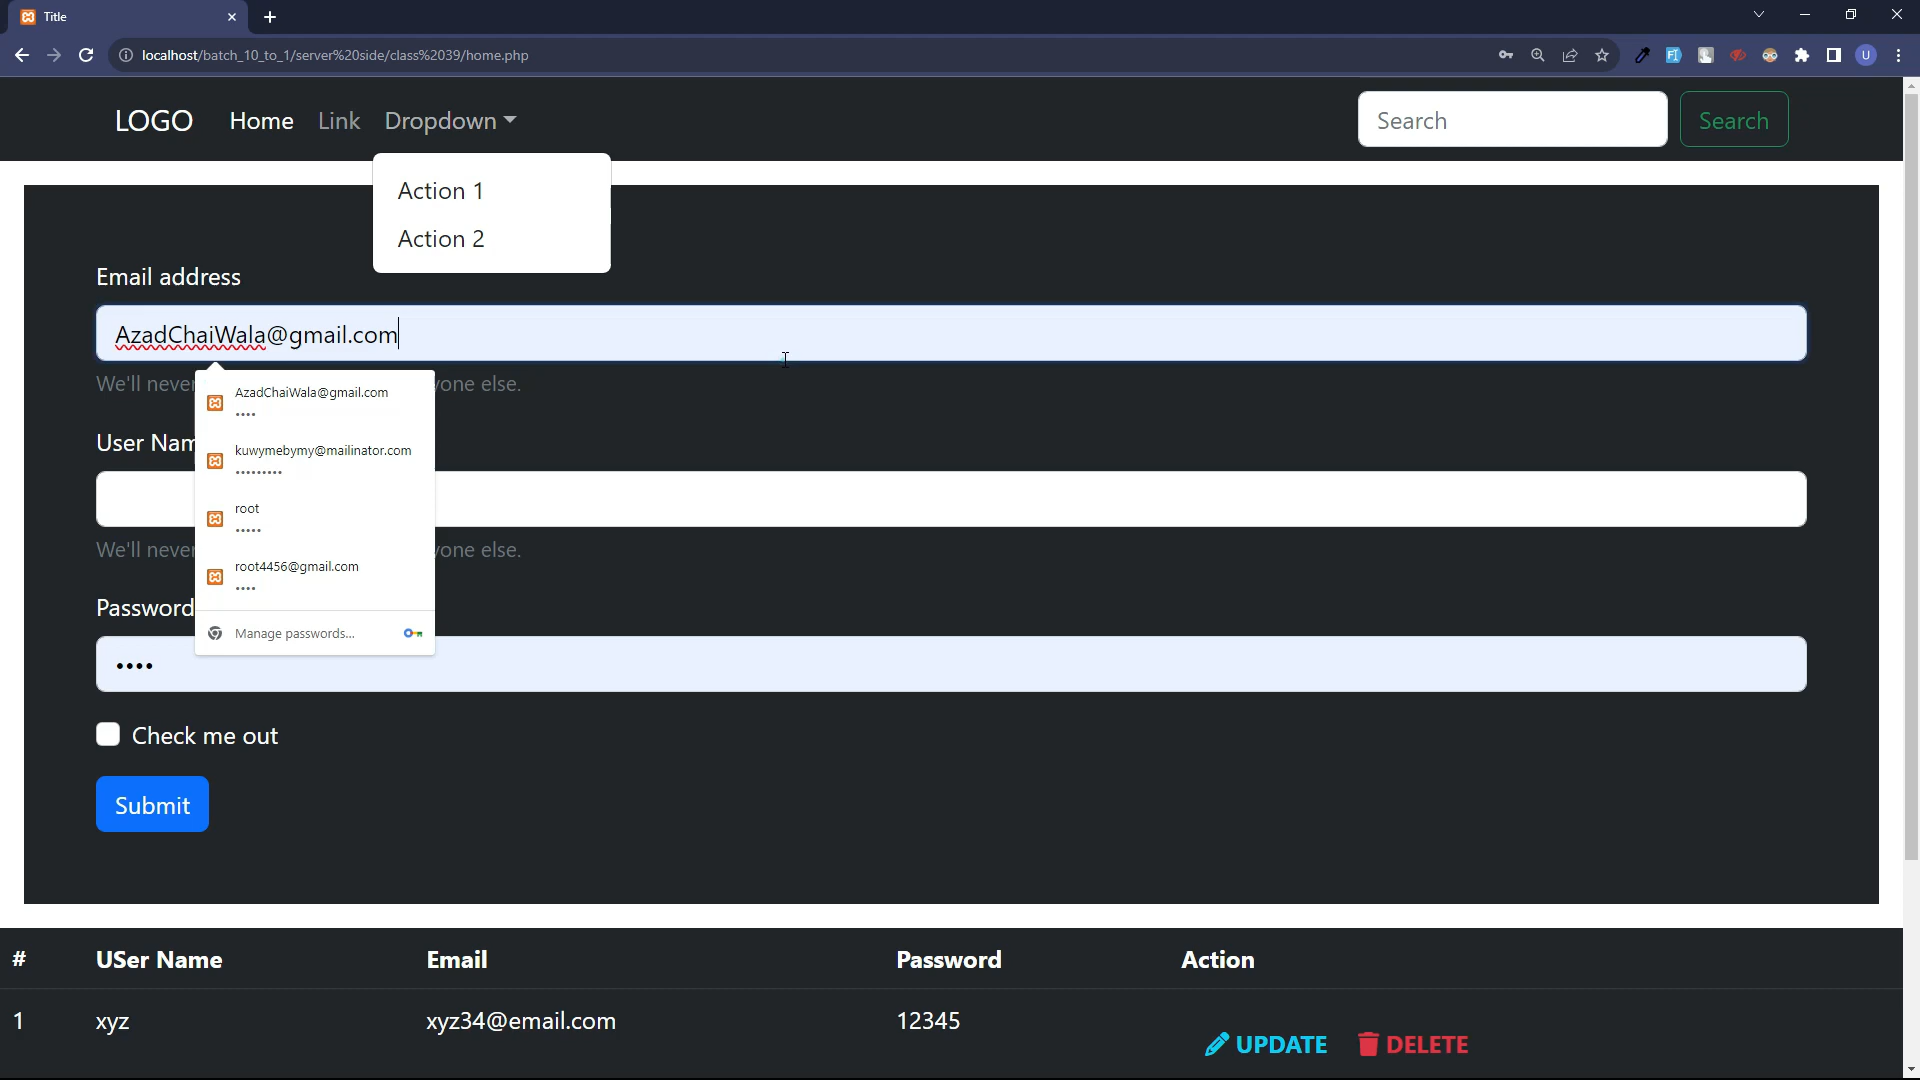 Title
localhost/batch_10_to_1/server%20side/class%2039/home.php
U
LOGO Home Link Dropdown Search Search
Action 1
Action 2
Email address
AzadChaiWala@gmail.com
We'll never yone else.
AzadChaiWala@gmail.com
••••
User Nam
kuwymebymy@mailinator.com
•••••••••
root
•••••
We'll never yone else.
root4456@gmail.com
••••
Password
Manage passwords...
••••
Check me out
Submit
# USer Name Email Password Action
1 xyz xyz34@email.com 12345
UPDATE DELETE